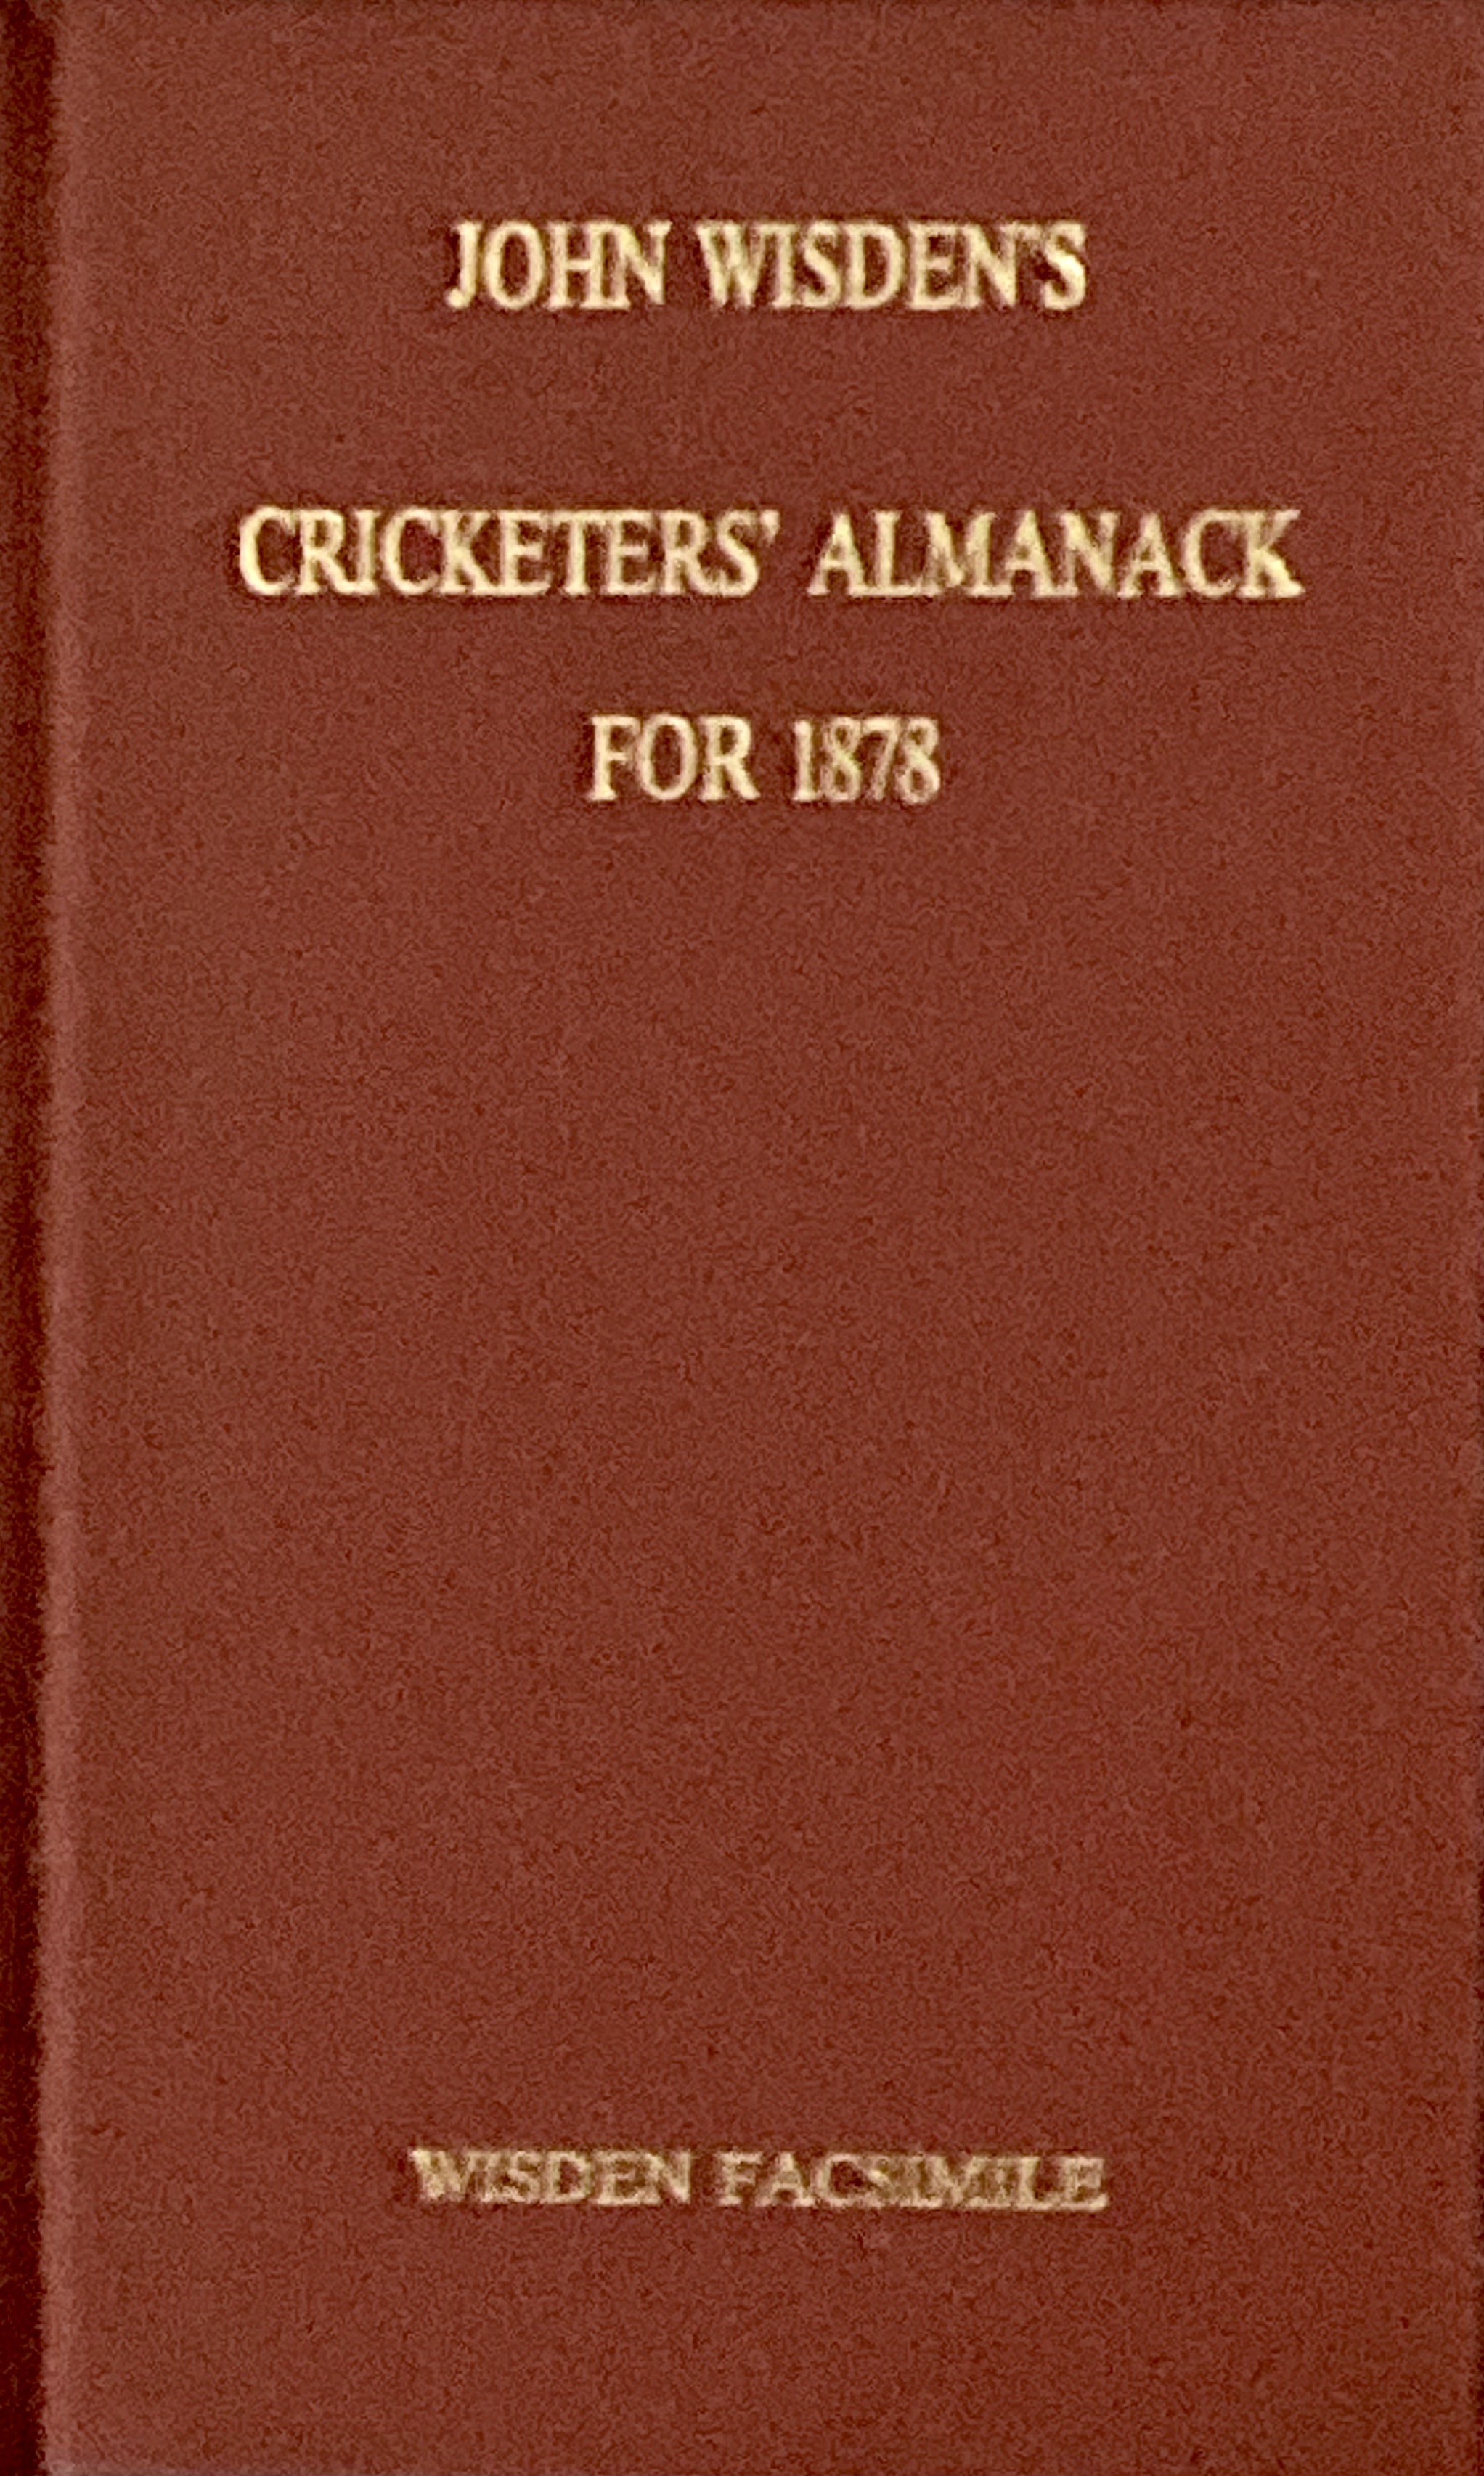 JOHN WISDEN'S
CRICKETERS' ALMANACK
FOR 1878
WISDEN FACSIMILE